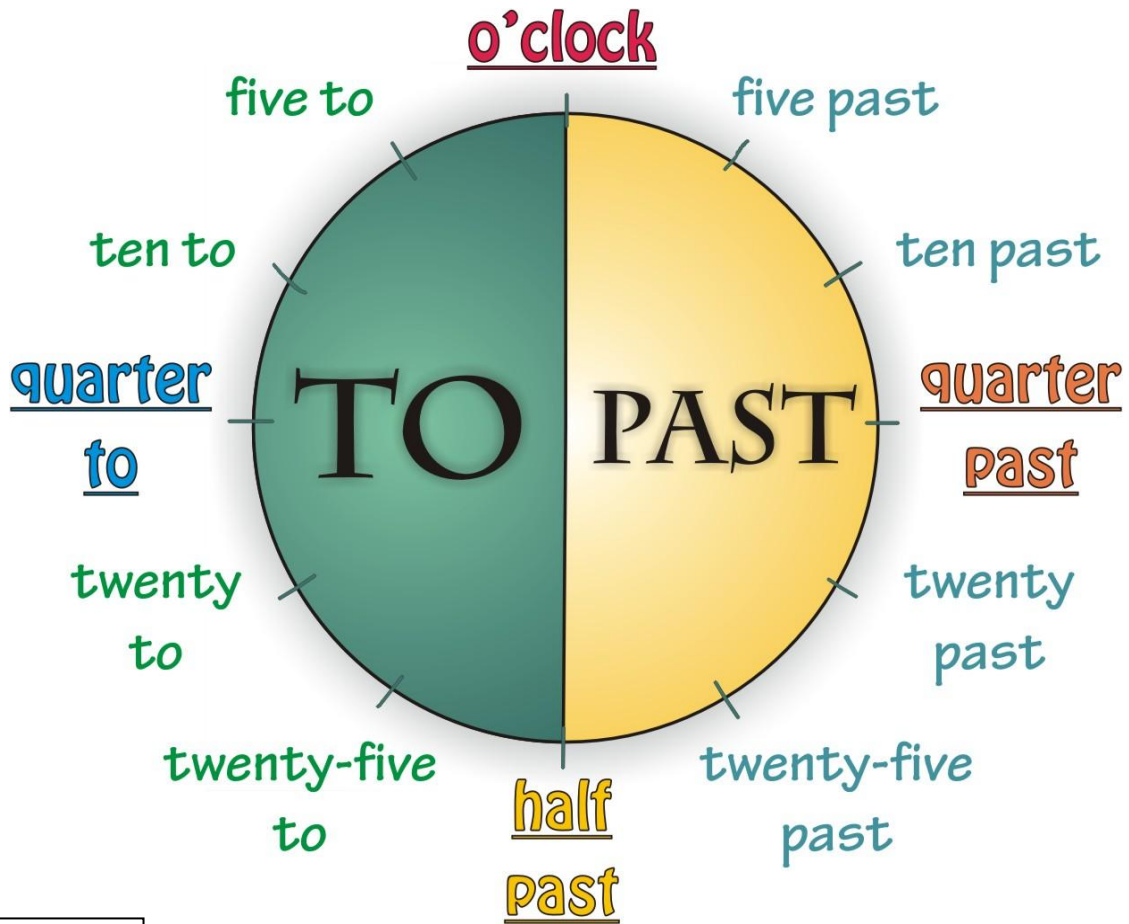 o'clock
five to
five past
ten to
ten past
quarter
to
TO
PAST
quarter
past
twenty
to
twenty
past
twenty-five
to
half
past
twenty-five
past